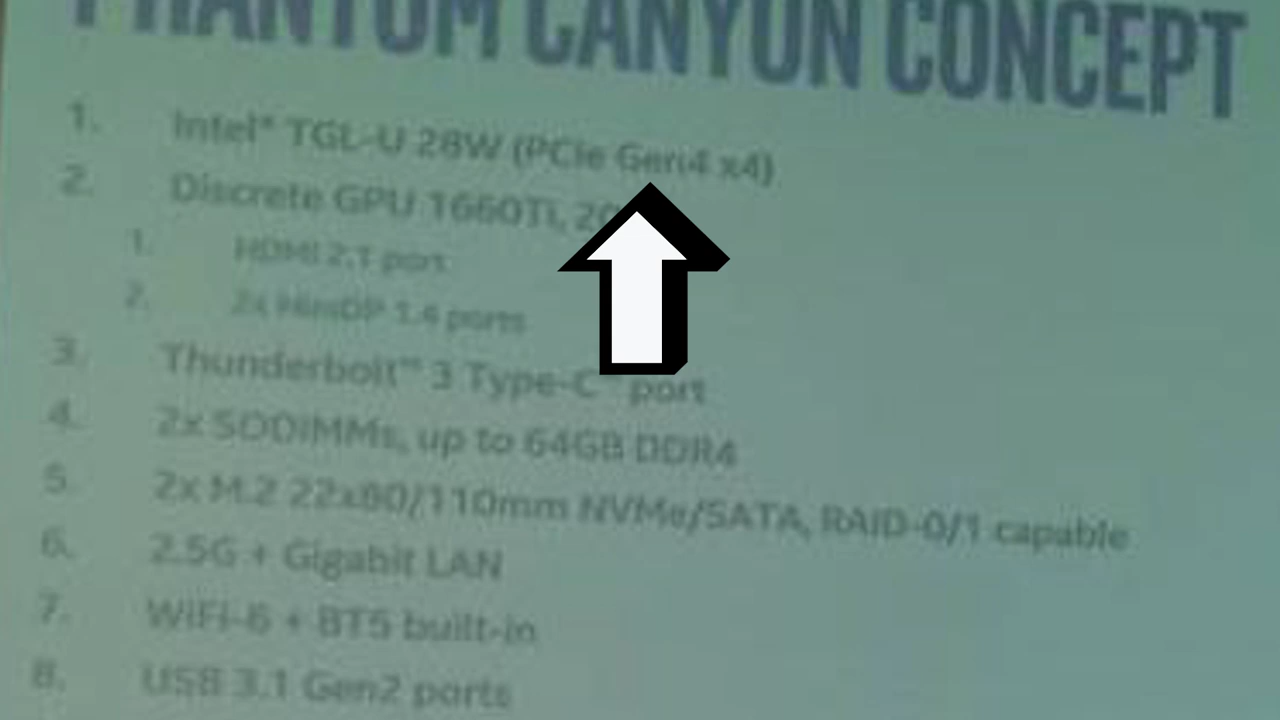 PHANTOM CANYON CONCEPT
1. Intel® TGL-U 28W (PCIe Gen4 x4)
2. Discrete GPU 1660Ti,
1. HDMI 2.1 port
2. 2x MiniDP 1.4 ports
3. Thunderbolt™ 3 Type-C port
4. 2x SODIMMs, up to 64GB DDR4
5. 2x M.2 22x80/110mm NVMe/SATA, RAID-0/1 capable
6. 2.5G + Gigabit LAN
7. WiFi-6 + BT5 built-in
8. USB 3.1 Gen2 ports